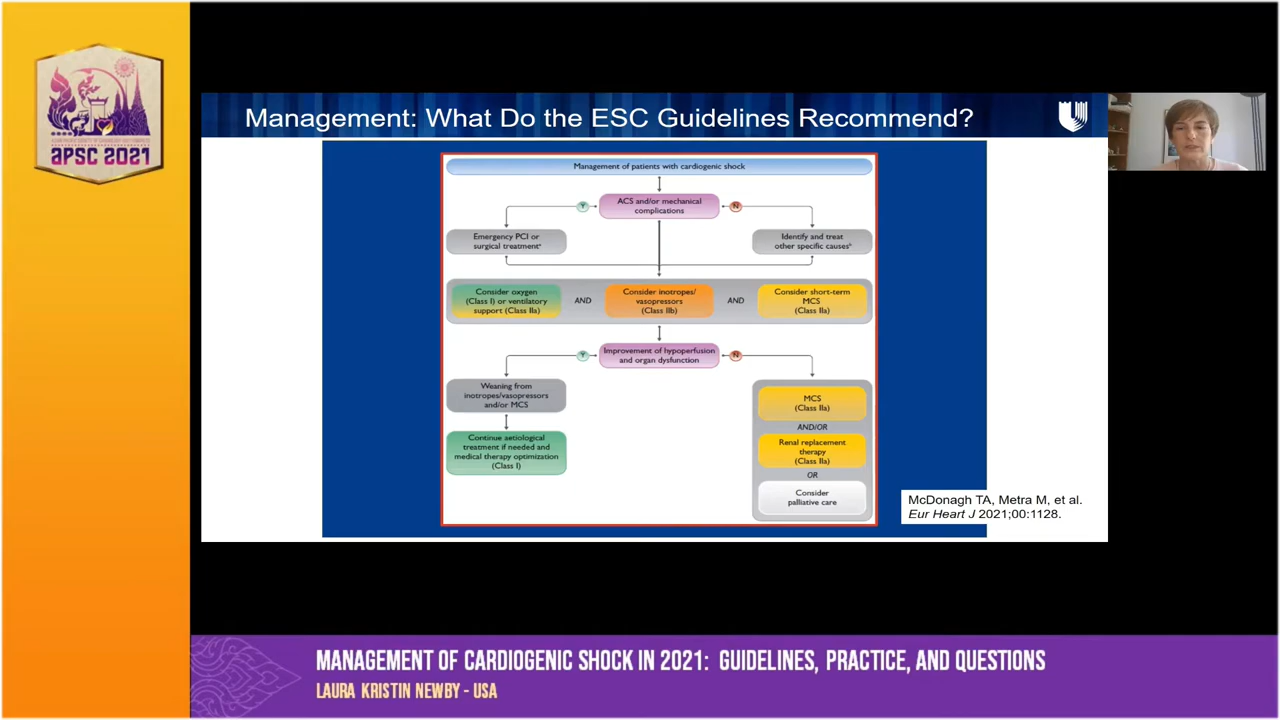 APSC 2021
Management: What Do the ESC Guidelines Recommend?
Management of patients with cardiogenic shock
ACS and/or mechanical
complications
Y
N
Emergency PCI or
surgical treatmentᵃ
Identify and treat
other specific causesᵇ
Consider oxygen
(Class I) or ventilatory
support (Class IIa)
AND
Consider inotropes/
vasopressors
(Class IIb)
AND
Consider short-term
MCS
(Class IIa)
Improvement of hypoperfusion
and organ dysfunction
Y
N
Weaning from
inotropes/vasopressors
and/or MCS
Continue aetiological
treatment if needed and
medical therapy optimization
(Class I)
MCS
(Class IIa)
AND/OR
Renal replacement
therapy
(Class IIa)
OR
Consider
palliative care
McDonagh TA, Metra M, et al.
Eur Heart J 2021;00:1128.
MANAGEMENT OF CARDIOGENIC SHOCK IN 2021: GUIDELINES, PRACTICE, AND QUESTIONS
LAURA KRISTIN NEWBY - USA